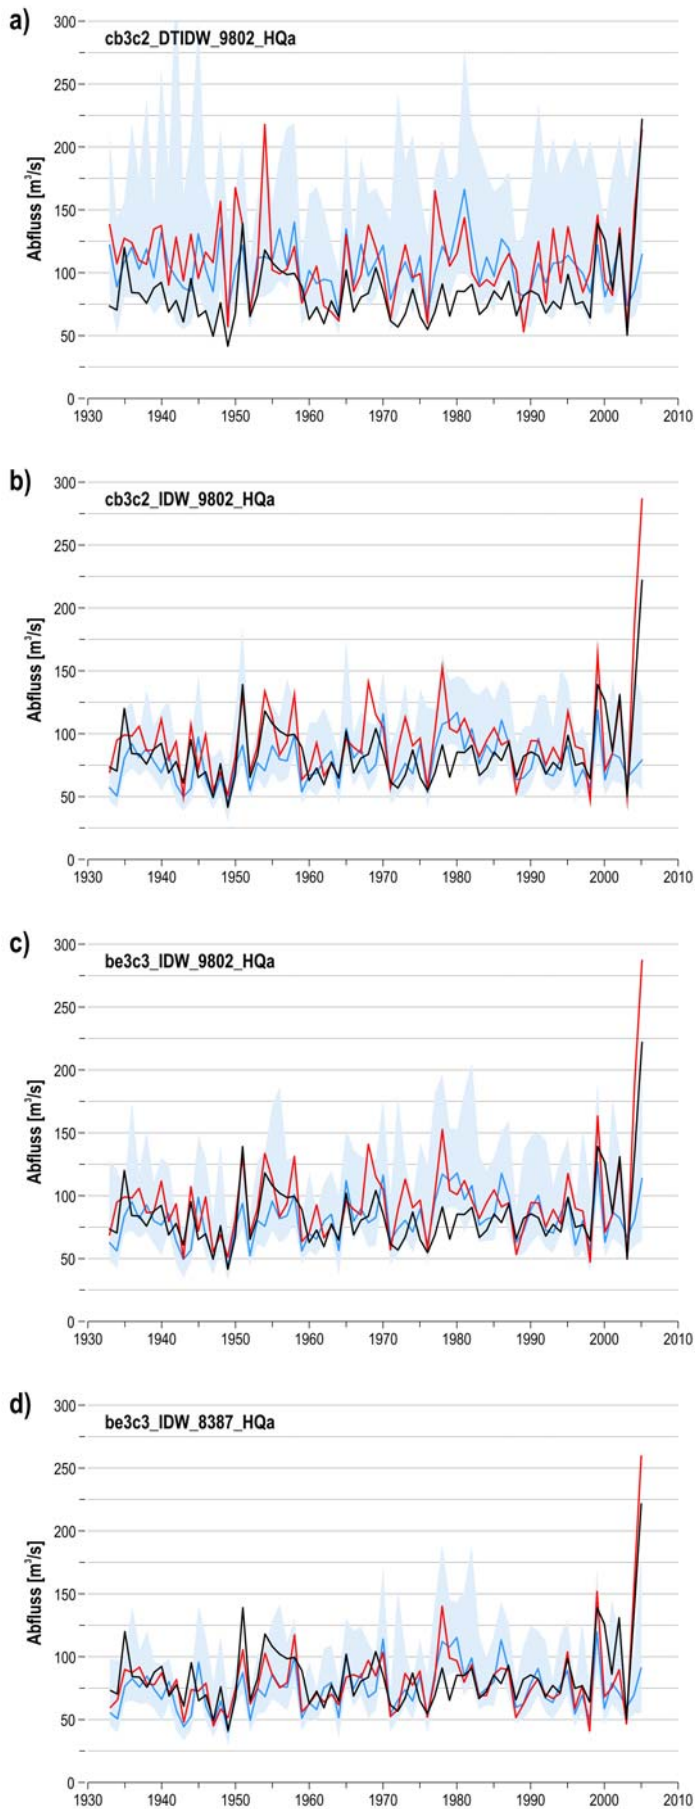 a)
cb3c2_DTIDW_9802_HQa
Abfluss [m³/s]
300
250
200
150
100
50
0
1930 1940 1950 1960 1970 1980 1990 2000 2010
b)
cb3c2_IDW_9802_HQa
Abfluss [m³/s]
300
250
200
150
100
50
0
1930 1940 1950 1960 1970 1980 1990 2000 2010
c)
be3c3_IDW_9802_HQa
Abfluss [m³/s]
300
250
200
150
100
50
0
1930 1940 1950 1960 1970 1980 1990 2000 2010
d)
be3c3_IDW_8387_HQa
Abfluss [m³/s]
300
250
200
150
100
50
0
1930 1940 1950 1960 1970 1980 1990 2000 2010